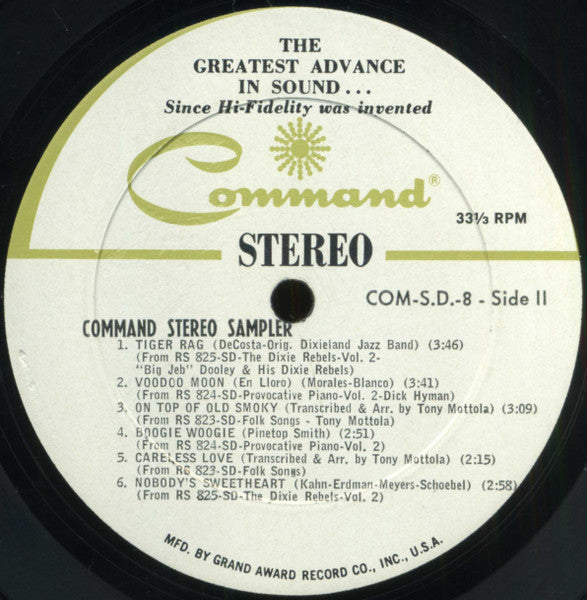 THE
GREATEST ADVANCE
IN SOUND...
Since Hi-Fidelity was invented
Command®
33⅓ RPM
STEREO
COM-S.D.-8 - Side II
COMMAND STEREO SAMPLER
1. TIGER RAG (DeCosta-Orig. Dixieland Jazz Band) (3:46)
(From RS 825-SD-The Dixie Rebels-Vol. 2-
"Big Jeb" Dooley & His Dixie Rebels)
2. VOODOO MOON (En Lloro) (Morales-Blanco) (3:41)
(From RS 824-SD-Provocative Piano-Vol. 2-Dick Hyman)
3. ON TOP OF OLD SMOKY (Transcribed & Arr. by Tony Mottola) (3:09)
(From RS 823-SD-Folk Songs - Tony Mottola)
4. BOOGIE WOOGIE (Pinetop Smith) (2:51)
(From RS 824-SD-Provocative Piano-Vol. 2)
5. CARELESS LOVE (Transcribed & Arr. by Tony Mottola) (2:15)
(From RS 823-SD-Folk Songs)
6. NOBODY'S SWEETHEART (Kahn-Erdman-Meyers-Schoebel) (2:58)
(From RS 825-SD-The Dixie Rebels-Vol. 2)
MFD. BY GRAND AWARD RECORD CO., INC., U.S.A.